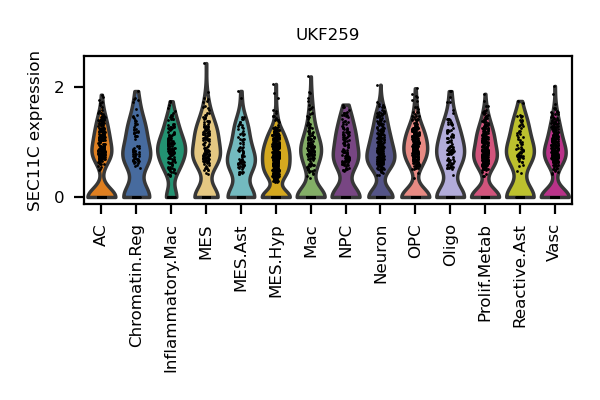 UKF259
SEC11C expression
2
0
AC
Chromatin.Reg
Inflammatory.Mac
MES
MES.Ast
MES.Hyp
Mac
NPC
Neuron
OPC
Oligo
Prolif.Metab
Reactive.Ast
Vasc